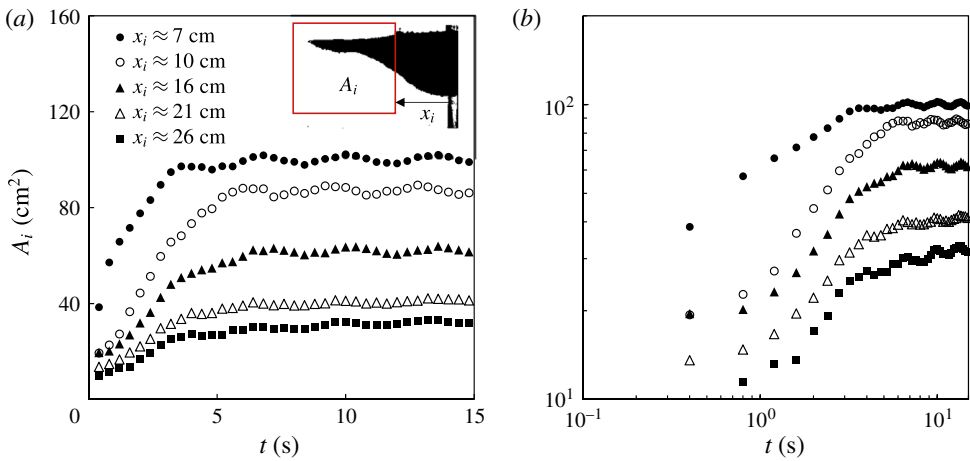 (a)
160
120
80
40
0
5
10
15
A_i (cm²)
t (s)
x_i ≈ 7 cm
x_i ≈ 10 cm
x_i ≈ 16 cm
x_i ≈ 21 cm
x_i ≈ 26 cm
A_i
x_i
(b)
10²
10¹
10⁻¹
10⁰
10¹
t (s)